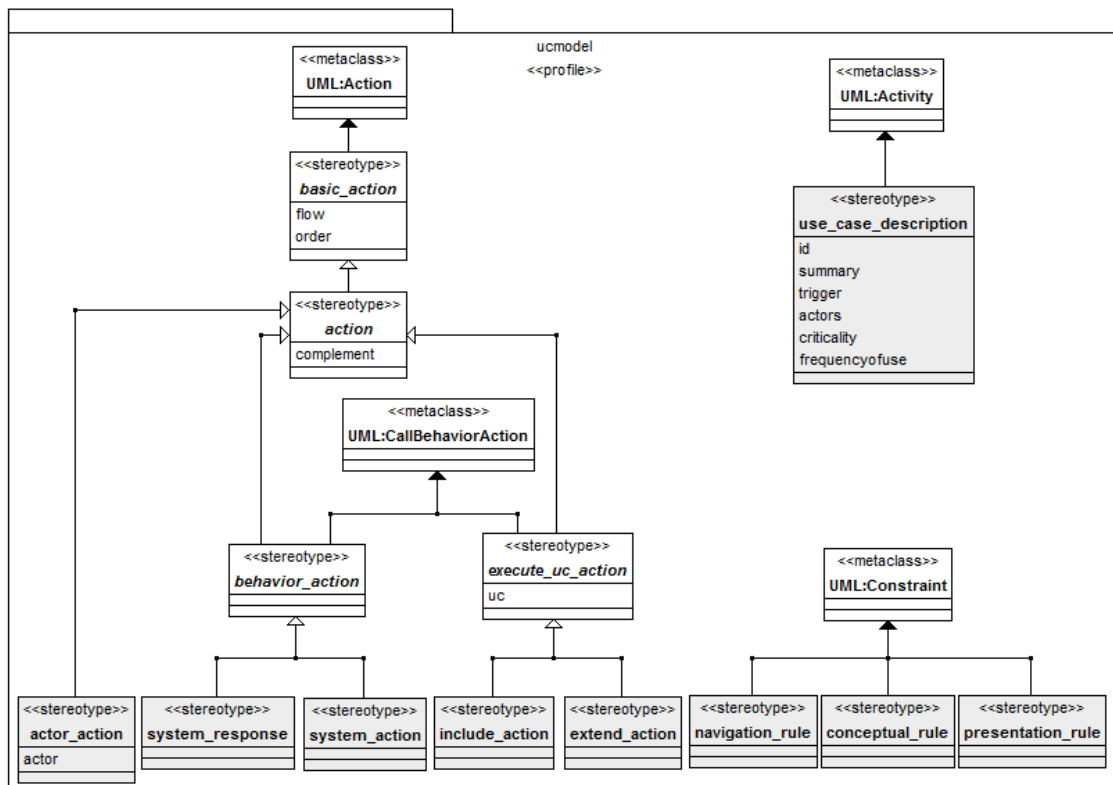 ucmodel
<<profile>>
<<metaclass>>
UML:Action
<<metaclass>>
UML:Activity
<<stereotype>>
basic_action
flow
order
<<stereotype>>
use_case_description
id
summary
trigger
actors
criticality
frequencyofuse
<<stereotype>>
action
complement
<<metaclass>>
UML:CallBehaviorAction
<<stereotype>>
behavior_action
<<stereotype>>
execute_uc_action
uc
<<metaclass>>
UML:Constraint
<<stereotype>>
actor_action
actor
<<stereotype>>
system_response
<<stereotype>>
system_action
<<stereotype>>
include_action
<<stereotype>>
extend_action
<<stereotype>>
navigation_rule
<<stereotype>>
conceptual_rule
<<stereotype>>
presentation_rule